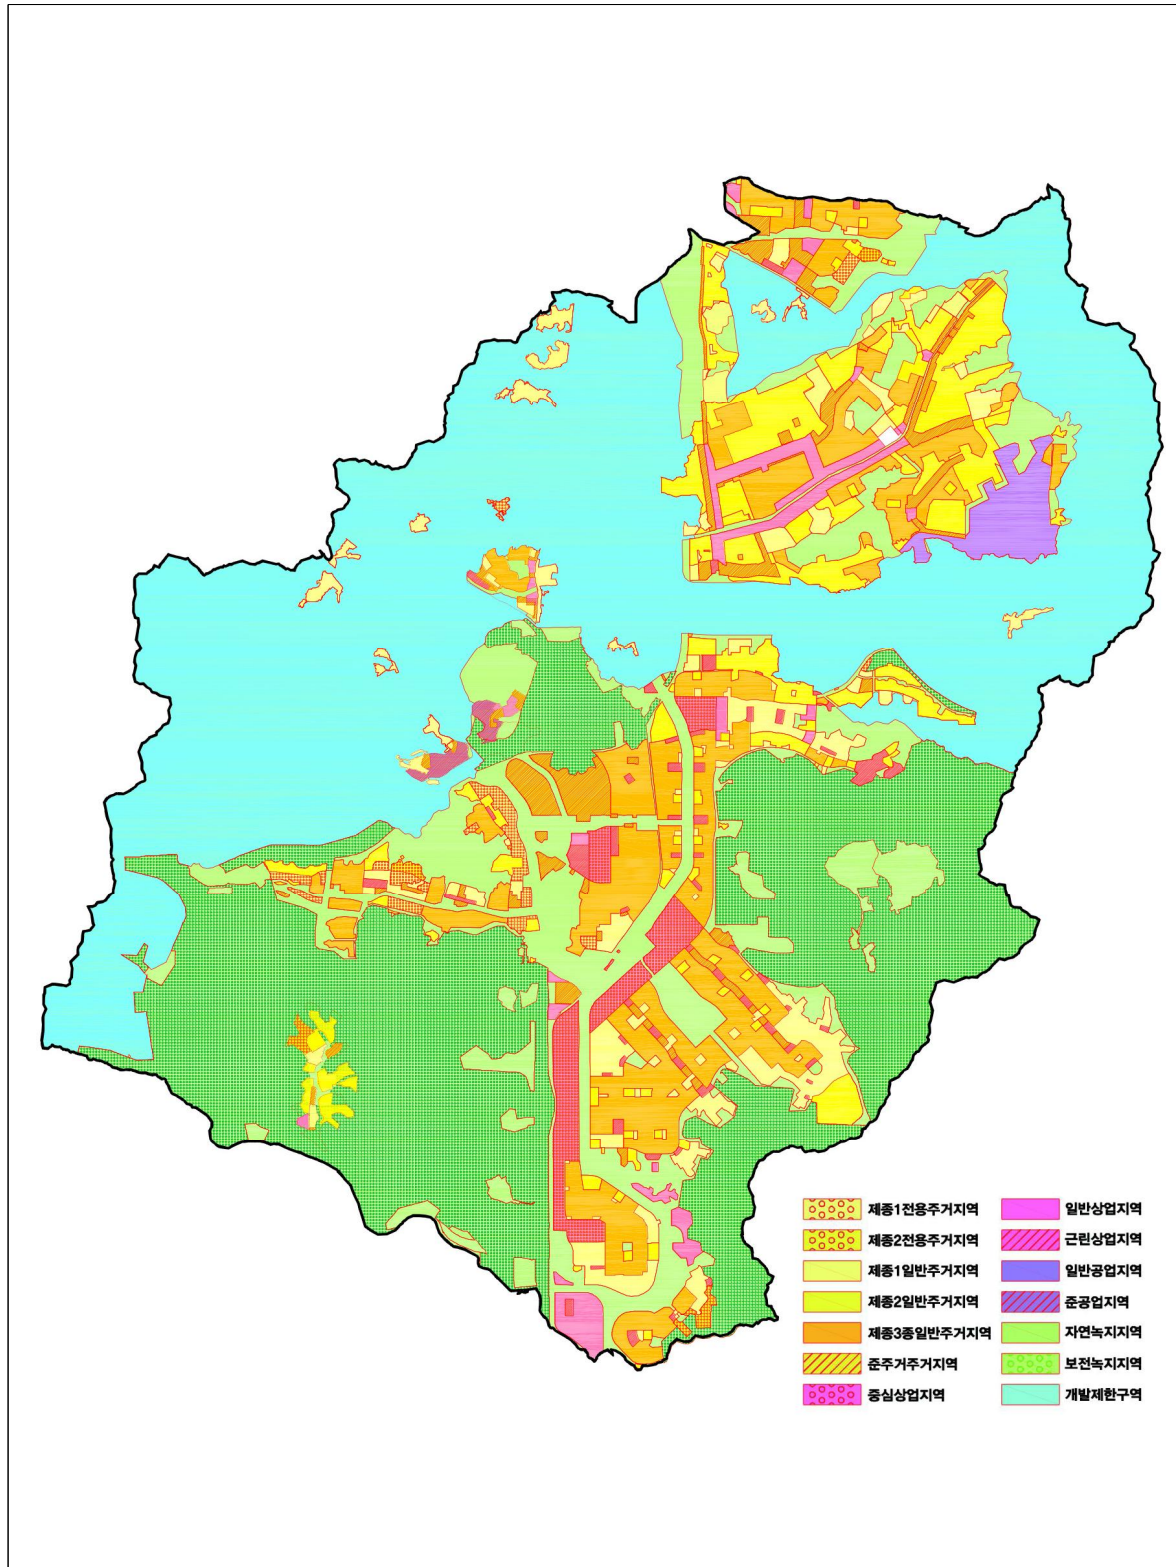 제종1전용주거지역
제종2전용주거지역
제종1일반주거지역
제종2일반주거지역
제종3종일반주거지역
준주거주거지역
중심상업지역
일반상업지역
근린상업지역
일반공업지역
준공업지역
자연녹지지역
보전녹지지역
개발제한구역